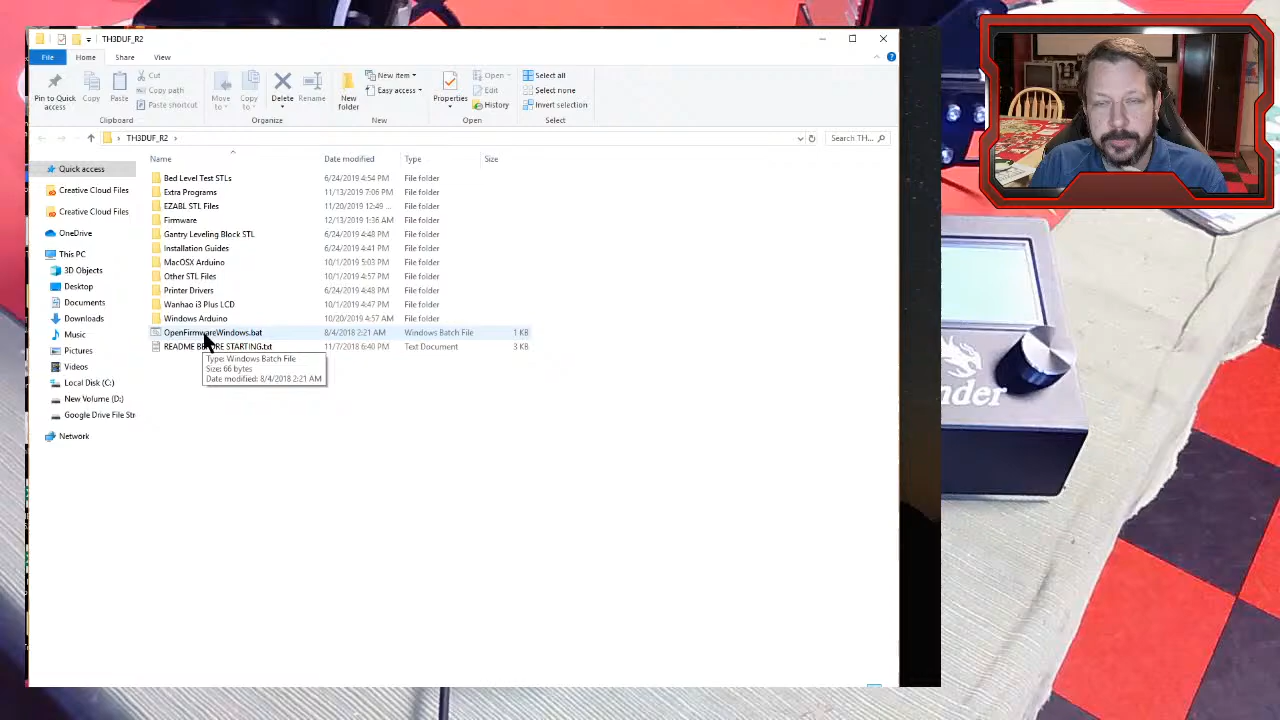 TH3DUF_R2
File Home Share View
Pin to Quick access
Copy
Paste
Cut
Copy path
Paste shortcut
Clipboard
Move to
Copy to
Delete
Rename
Organize
New folder
New item
Easy access
New
Properties
Open
Edit
History
Open
Select all
Select none
Invert selection
Select
TH3DUF_R2
Search TH...
Quick access
Creative Cloud Files
Creative Cloud Files
OneDrive
This PC
3D Objects
Desktop
Documents
Downloads
Music
Pictures
Videos
Local Disk (C:)
New Volume (D:)
Google Drive File Str
Network
Name Date modified Type Size
Bed Level Test STLs 6/24/2019 4:54 PM File folder
Extra Programs 11/13/2019 7:06 PM File folder
EZABL STL Files 11/20/2019 12:49 ... File folder
Firmware 12/13/2019 1:36 AM File folder
Gantry Leveling Block STL 6/24/2019 4:48 PM File folder
Installation Guides 6/24/2019 4:41 PM File folder
MacOSX Arduino 10/1/2019 5:03 PM File folder
Other STL Files 10/1/2019 4:57 PM File folder
Printer Drivers 6/24/2019 4:48 PM File folder
Wanhao i3 Plus LCD 10/1/2019 4:47 PM File folder
Windows Arduino 10/20/2019 4:57 AM File folder
OpenFirmwareWindows.bat 8/4/2018 2:21 AM Windows Batch File 1 KB
README BEFORE STARTING.txt 11/7/2018 6:40 PM Text Document 3 KB
Type: Windows Batch File
Size: 66 bytes
Date modified: 8/4/2018 2:21 AM
nder